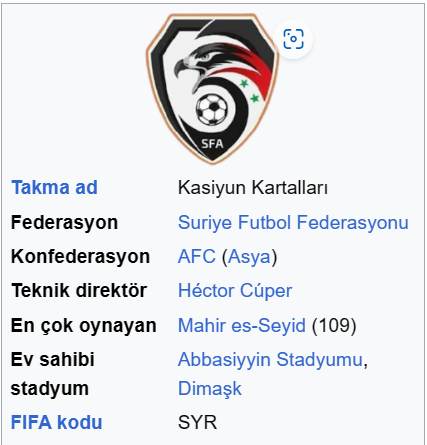 SFA
Takma ad Kasiyun Kartalları
Federasyon Suriye Futbol Federasyonu
Konfederasyon AFC (Asya)
Teknik direktör Héctor Cúper
En çok oynayan Mahir es-Seyid (109)
Ev sahibi stadyum Abbasiyyin Stadyumu, Dimaşk
FIFA kodu SYR